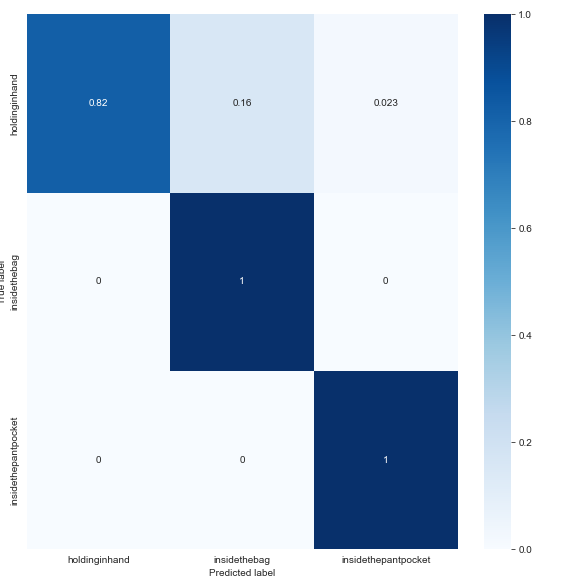 1.0
holdinginhand
0.82
0.16
0.023
0.8
0.6
True label
insidethebag
0
1
0
0.4
0.2
insidethepantpocket
0
0
1
0.0
holdinginhand
insidethebag
insidethepantpocket
Predicted label